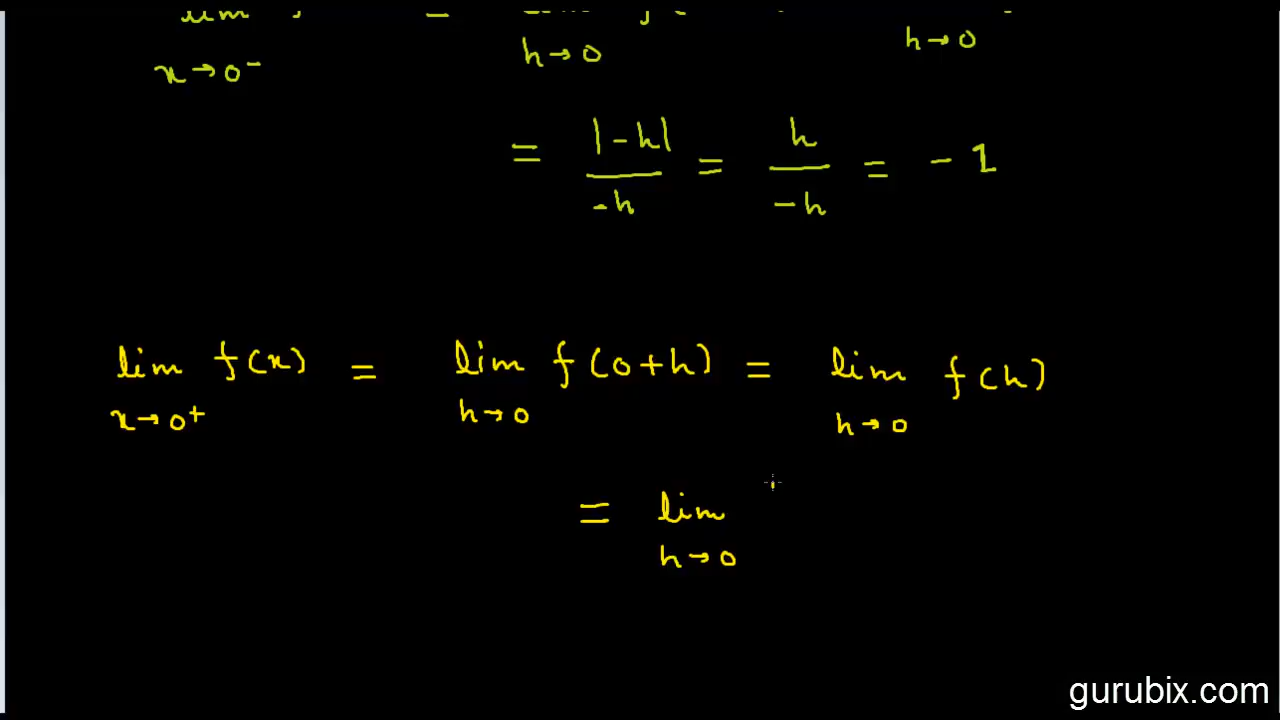 h→0 h→0
x→0-
= |-h|/-h = h/-h = -1
lim f(x) = lim f(0+h) = lim f(h)
x→0+ h→0 h→0
= lim
h→0
gurubix.com